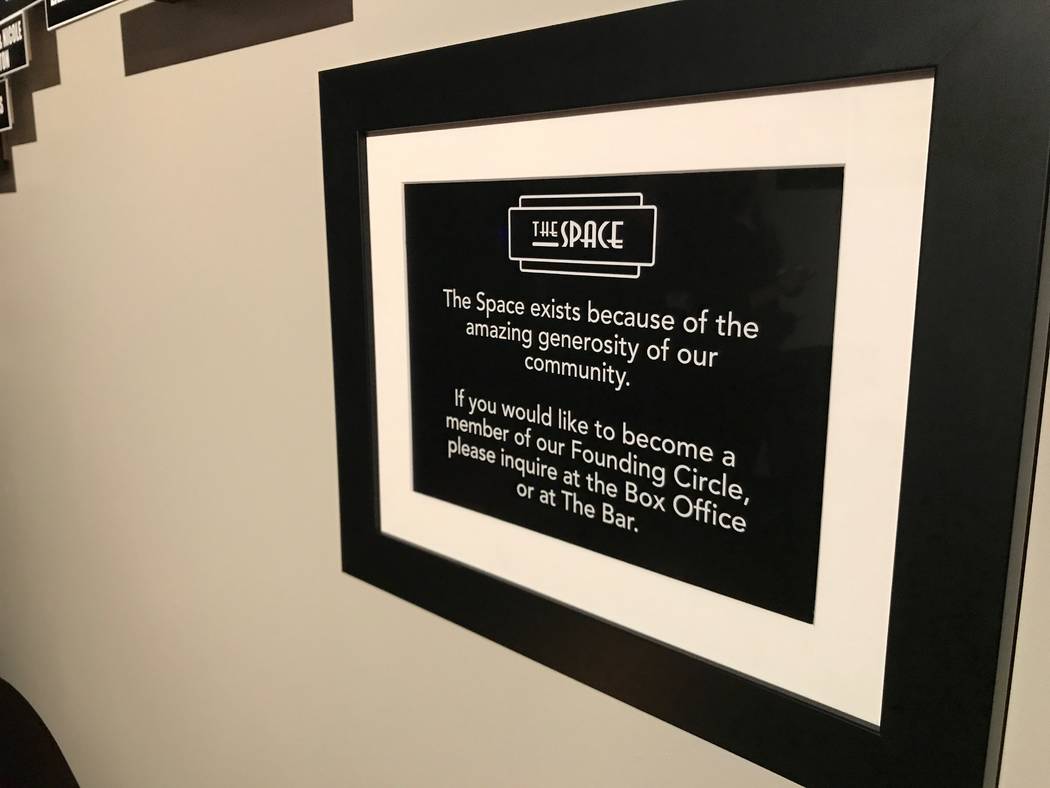 & NICOLE
THE SPACE
The Space exists because of the
amazing generosity of our
community.
If you would like to become a
member of our Founding Circle,
please inquire at the Box Office
or at The Bar.